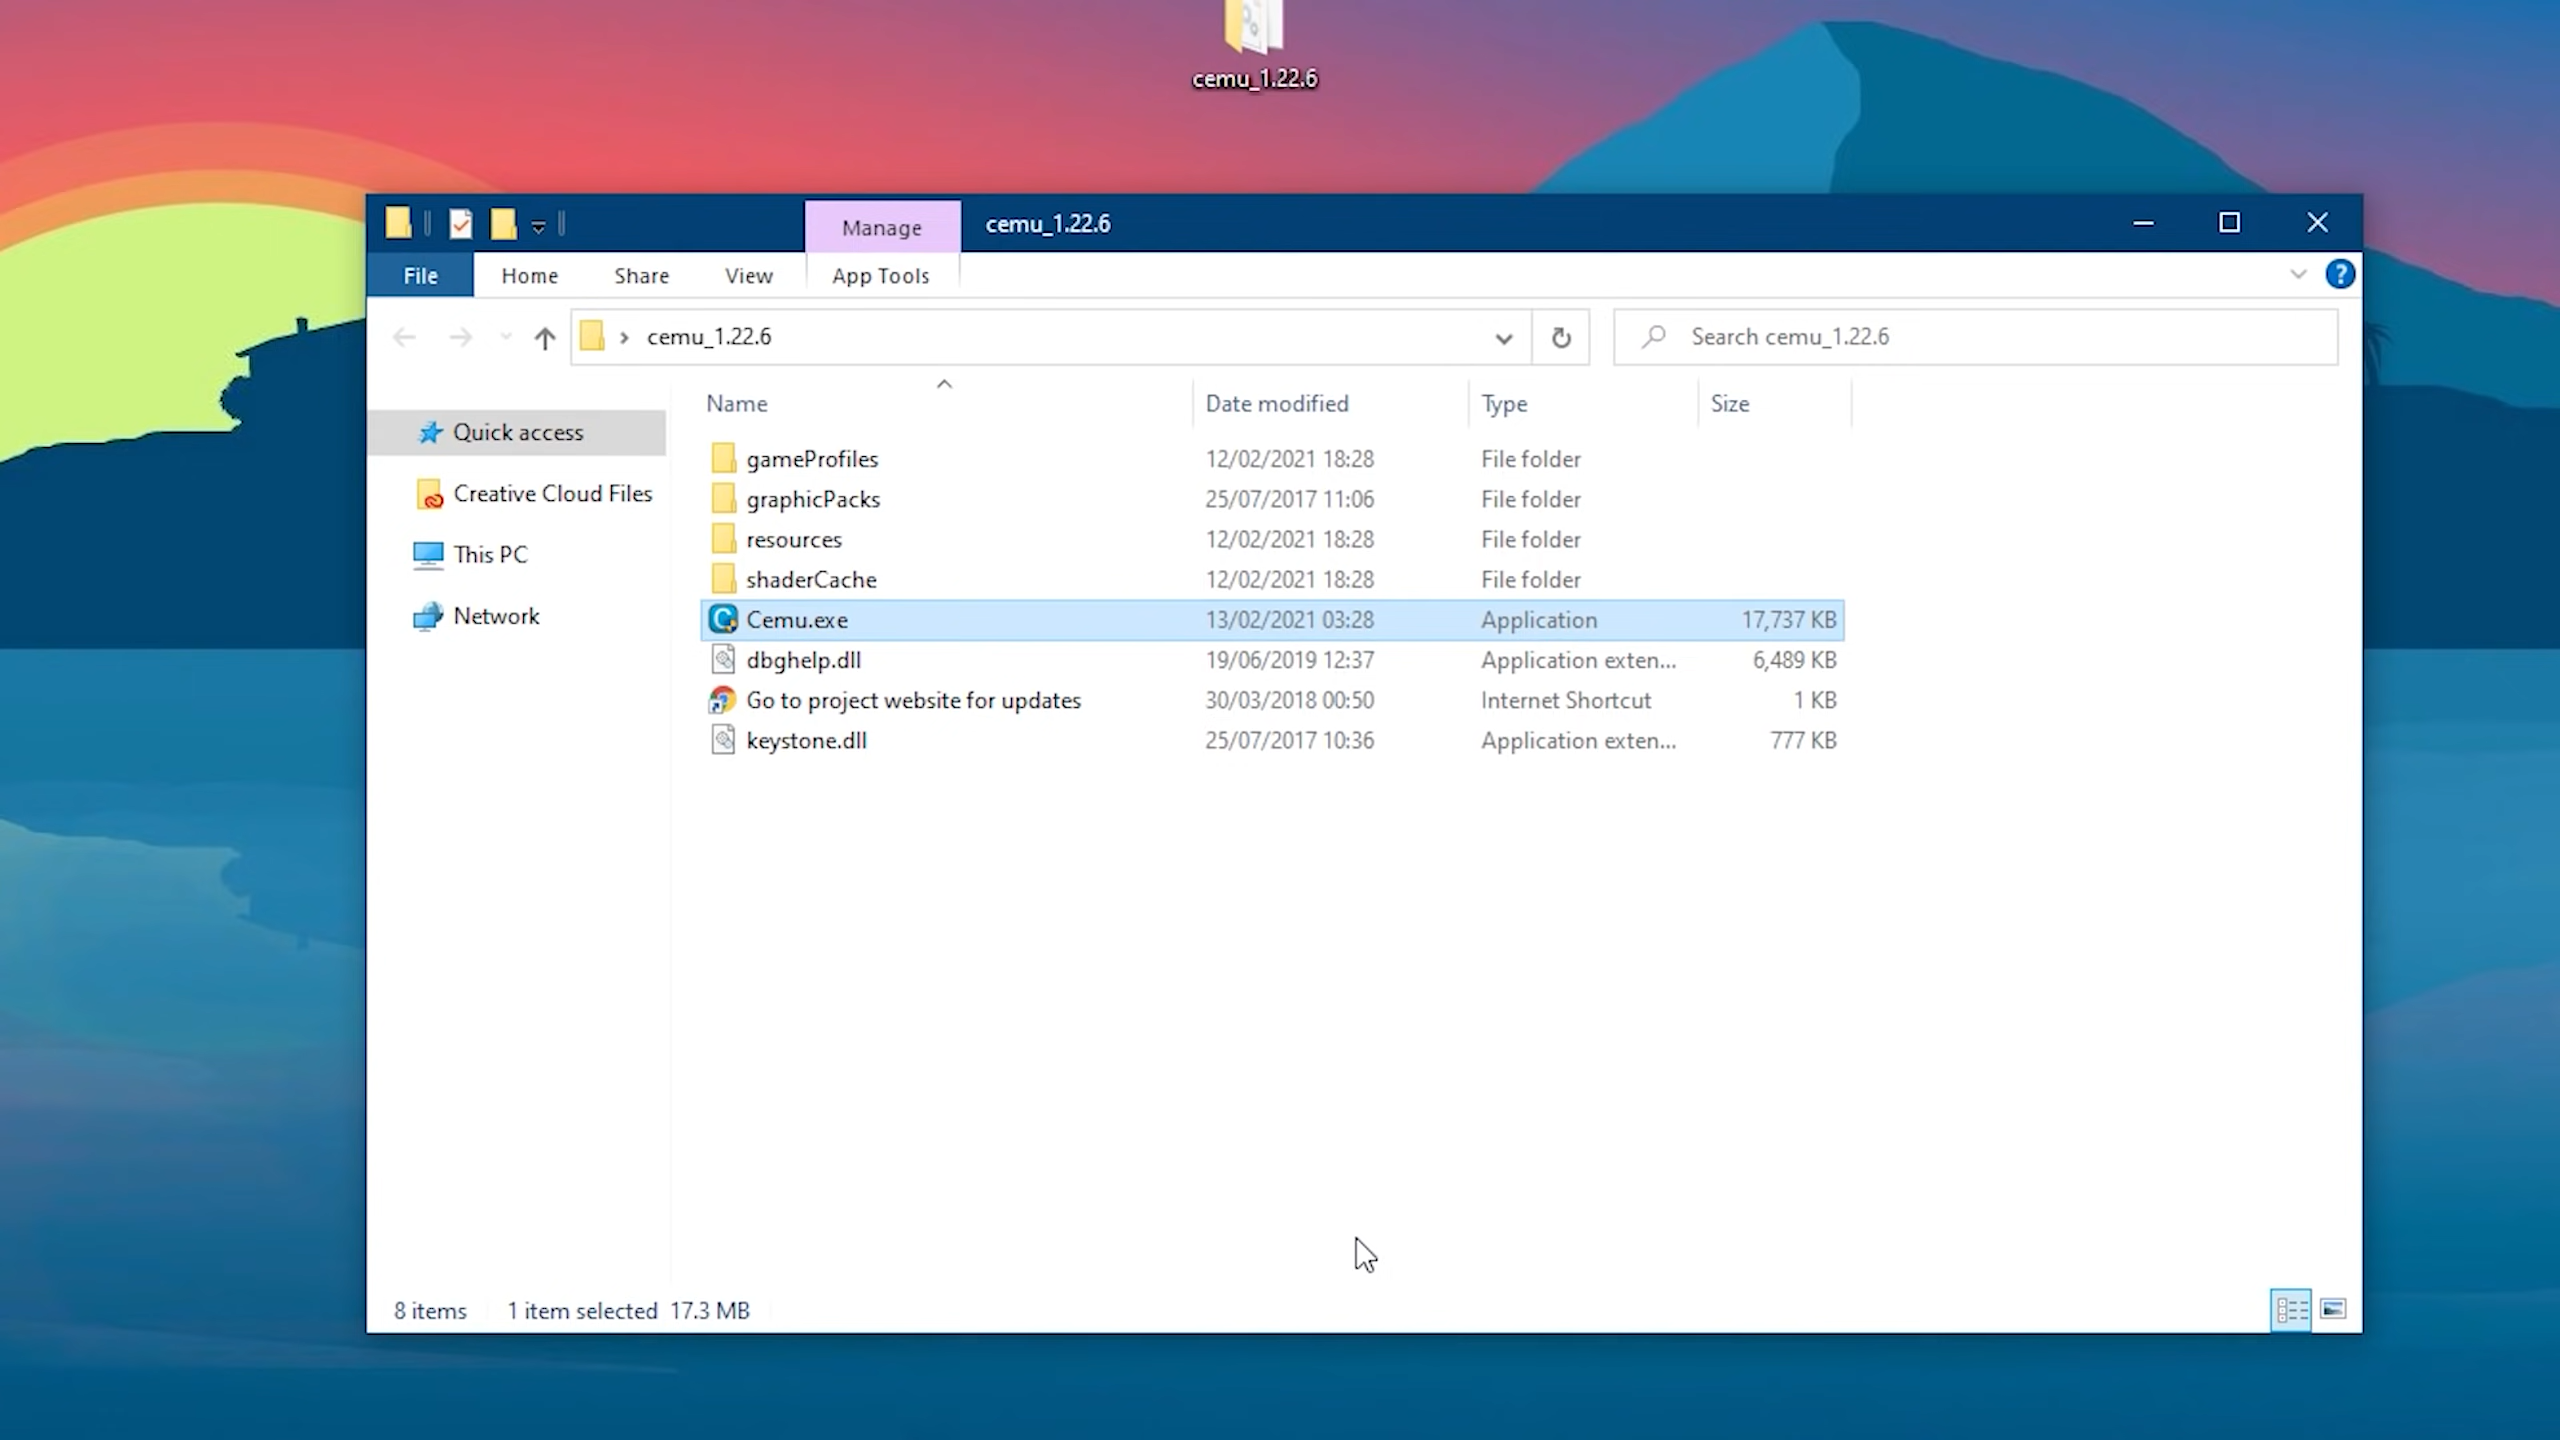 cemu_1.22.6
Manage
cemu_1.22.6
File
Home
Share
View
App Tools
?
cemu_1.22.6
Search cemu_1.22.6
Name
Date modified
Type
Size
Quick access
Creative Cloud Files
This PC
Network
gameProfiles 12/02/2021 18:28 File folder
graphicPacks 25/07/2017 11:06 File folder
resources 12/02/2021 18:28 File folder
shaderCache 12/02/2021 18:28 File folder
Cemu.exe 13/02/2021 03:28 Application 17,737 KB
dbghelp.dll 19/06/2019 12:37 Application exten... 6,489 KB
Go to project website for updates 30/03/2018 00:50 Internet Shortcut 1 KB
keystone.dll 25/07/2017 10:36 Application exten... 777 KB
8 items 1 item selected 17.3 MB